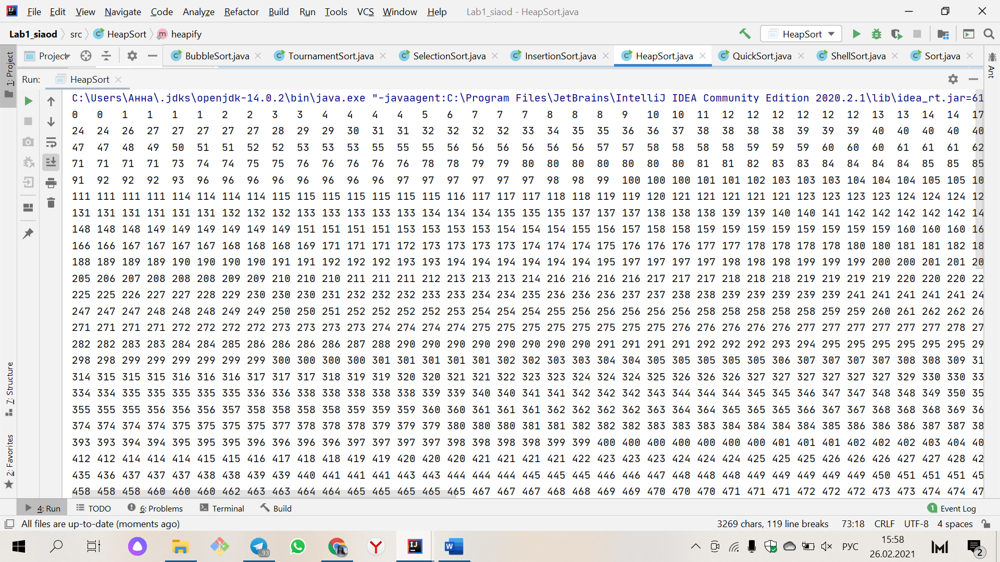 File Edit View Navigate Code Analyze Refactor Build Run Tools VCS Window Help Lab1_siaod - HeapSort.java
Lab1_siaod src HeapSort heapify HeapSort
Project BubbleSort.java TournamentSort.java SelectionSort.java InsertionSort.java HeapSort.java QuickSort.java ShellSort.java Sort.java
1: Project
Ant
Run: HeapSort
C:\Users\Анна\.jdks\openjdk-14.0.2\bin\java.exe "-javaagent:C:\Program Files\JetBrains\IntelliJ IDEA Community Edition 2020.2.1\lib\idea_rt.jar=61
0 0 1 1 1 1 2 2 3 3 4 4 4 4 5 6 7 7 7 8 8 8 9 10 10 11 12 12 12 12 12 12 13 13 14 14 17
24 24 26 27 27 27 27 27 28 29 29 30 31 31 32 32 32 32 33 34 35 35 36 36 37 38 38 38 38 39 39 39 40 40 40 40 40
47 47 48 49 50 51 51 52 52 53 53 53 55 55 55 56 56 56 56 56 56 57 57 58 58 58 58 59 59 59 60 60 60 61 61 61 62
71 71 71 71 73 74 74 75 75 76 76 76 76 76 78 78 79 79 80 80 80 80 80 80 80 81 81 82 83 83 84 84 84 84 85 85 85
91 92 92 92 93 96 96 96 96 96 96 96 96 97 97 97 97 97 97 98 98 99 100 100 100 101 101 102 103 103 103 104 104 104 105 105 10
111 111 111 111 114 114 114 114 115 115 115 115 115 115 115 116 117 117 117 118 118 119 119 120 121 121 121 121 121 123 123 123 123 124 124 124 12
131 131 131 131 131 131 132 132 132 133 133 133 133 133 134 134 134 135 135 135 137 137 137 138 138 138 139 139 140 140 141 142 142 142 142 142 14
148 148 148 149 149 149 149 149 149 151 151 151 151 153 153 153 153 154 154 154 155 156 157 158 158 159 159 159 159 159 159 159 159 160 160 160 16
166 166 167 167 167 167 168 168 168 169 171 171 171 172 173 173 173 173 174 174 174 175 176 176 176 177 177 178 178 178 178 180 180 181 181 182 18
188 189 189 189 190 190 190 190 191 191 192 192 192 193 193 194 194 194 194 194 194 195 197 197 197 197 198 198 198 199 199 199 200 200 201 201 20
205 206 207 208 208 208 209 209 210 210 210 211 211 211 212 213 213 213 214 216 216 216 216 217 217 217 218 218 218 219 219 219 219 220 220 220 22
225 225 226 227 227 228 229 230 230 230 231 232 232 232 233 233 234 234 235 236 236 236 237 237 238 238 239 239 239 239 239 241 241 241 241 241 24
247 247 247 248 248 248 249 249 250 250 251 252 252 252 252 253 254 254 254 255 256 256 256 256 256 258 258 258 258 258 259 259 260 261 262 262 26
271 271 271 271 272 272 272 272 273 273 273 273 274 274 274 274 275 275 275 275 275 275 275 275 276 276 276 276 276 277 277 277 277 277 277 278 27
282 282 283 283 284 284 285 286 286 286 286 287 288 290 290 290 290 290 290 290 290 291 291 291 291 292 292 292 293 294 295 295 295 295 295 295 29
298 298 299 299 299 299 299 299 300 300 300 300 301 301 301 301 301 302 302 303 303 304 304 305 305 305 305 305 306 307 307 307 307 308 308 309 31
314 315 315 315 316 316 316 317 317 317 318 319 319 320 320 321 321 322 323 323 324 324 324 325 326 326 326 327 327 327 327 327 327 329 330 330 33
334 334 335 335 335 335 335 336 336 338 338 338 338 338 339 339 340 340 341 341 342 342 342 343 344 344 344 345 345 346 347 347 348 348 349 350 35
355 355 355 356 356 356 357 358 358 358 358 359 359 359 360 360 361 361 361 362 362 362 362 363 364 364 365 365 365 366 367 367 368 368 368 369 36
374 374 374 374 375 375 375 375 377 378 378 378 379 379 379 380 380 380 381 381 382 382 382 383 383 383 384 384 384 384 385 386 386 386 387 387 38
393 393 394 394 395 395 395 396 396 396 396 397 397 397 397 398 398 398 398 399 399 400 400 400 400 400 400 400 401 401 401 402 402 402 403 404 40
412 412 414 414 414 415 415 416 417 418 418 419 419 420 420 420 421 421 421 421 422 423 423 423 424 424 424 425 425 425 426 426 426 427 427 428 42
435 436 437 437 437 438 438 439 439 440 441 441 441 443 443 444 444 444 445 445 445 446 446 447 448 448 448 449 449 449 449 449 450 451 451 451 45
458 458 458 460 460 460 462 463 463 464 464 465 465 465 465 465 467 467 467 468 468 469 469 470 470 470 471 471 471 472 472 472 473 473 474 474 47
7: Structure
2: Favorites
4: Run TODO 6: Problems Terminal Build 1 Event Log
All files are up-to-date (moments ago) 3269 chars, 119 line breaks 73:18 CRLF UTF-8 4 spaces
..93 РУС 15:58
26.02.2021 2